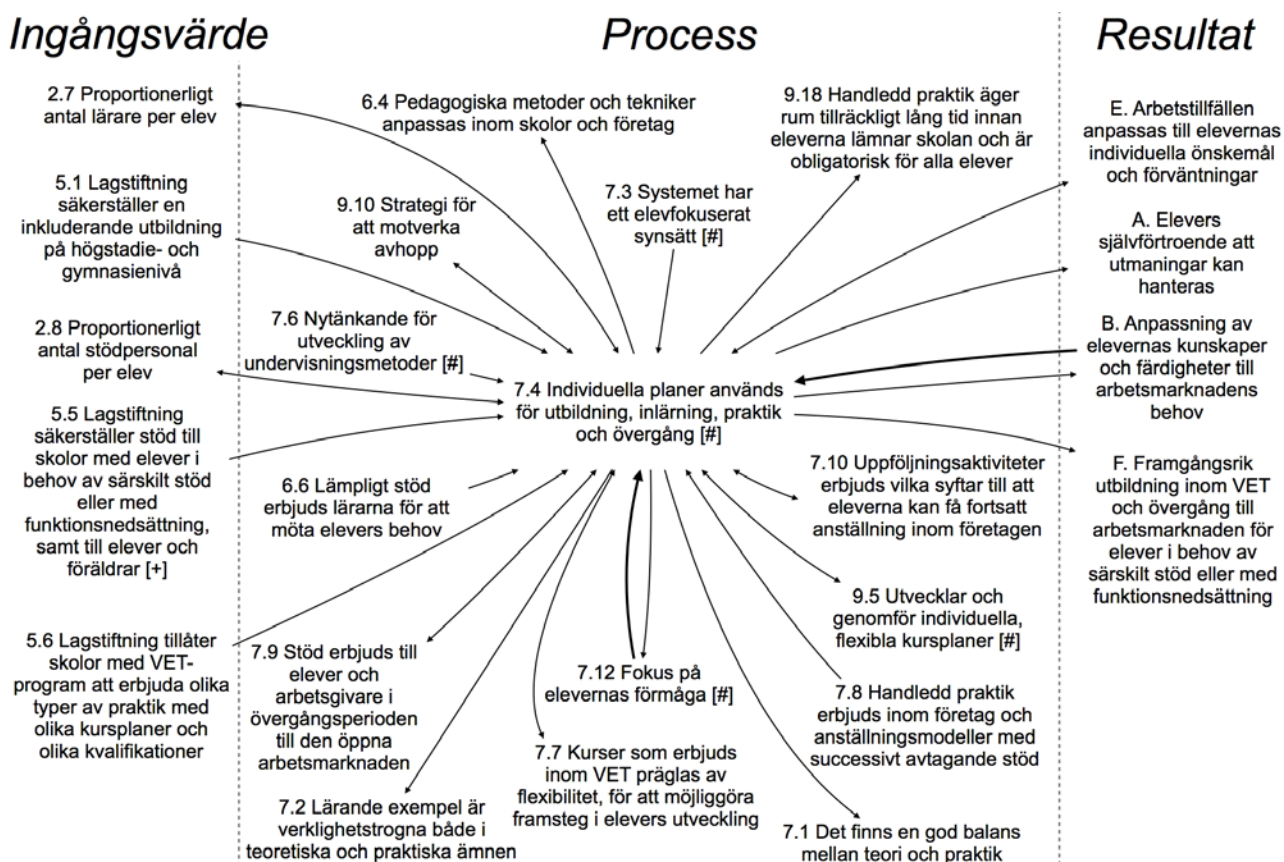 Ingångsvärde
Process
Resultat
2.7 Proportionerligt
antal lärare per elev
5.1 Lagstiftning
säkerställer en
inkluderande utbildning
på högstadie- och
gymnasienivå
2.8 Proportionerligt
antal stödpersonal
per elev
5.5 Lagstiftning
säkerställer stöd till
skolor med elever i
behov av särskilt stöd
eller med
funktionsnedsättning,
samt till elever och
föräldrar [+]
5.6 Lagstiftning tillåter
skolor med VET-
program att erbjuda olika
typer av praktik med
olika kursplaner och
olika kvalifikationer
6.4 Pedagogiska metoder och tekniker
anpassas inom skolor och företag
9.18 Handledd praktik äger
rum tillräckligt lång tid innan
eleverna lämnar skolan och är
obligatorisk för alla elever
9.10 Strategi för
att motverka
avhopp
7.3 Systemet har
ett elevfokuserat
synsätt [#]
7.6 Nytänkande för
utveckling av
undervisningsmetoder [#]
7.4 Individuella planer används
för utbildning, inlärning, praktik
och övergång [#]
6.6 Lämpligt stöd
erbjuds lärarna för att
möta elevers behov
7.10 Uppföljningsaktiviteter
erbjuds vilka syftar till att
eleverna kan få fortsatt
anställning inom företagen
9.5 Utvecklar och
genomför individuella,
flexibla kursplaner [#]
7.9 Stöd erbjuds till
elever och
arbetsgivare i
övergångsperioden
till den öppna
arbetsmarknaden
7.12 Fokus på
elevernas förmåga [#]
7.8 Handledd praktik
erbjuds inom företag och
anställningsmodeller med
successivt avtagande stöd
7.7 Kurser som erbjuds
inom VET präglas av
flexibilitet, för att möjliggöra
framsteg i elevers utveckling
7.2 Lärande exempel är
verklighetstrogna både i
teoretiska och praktiska ämnen
7.1 Det finns en god balans
mellan teori och praktik
E. Arbetstillfällen
anpassas till elevernas
individuella önskemål
och förväntningar
A. Elevers
självförtroende att
utmaningar kan
hanteras
B. Anpassning av
elevernas kunskaper
och färdigheter till
arbetsmarknadens
behov
F. Framgångsrik
utbildning inom VET
och övergång till
arbetsmarknaden för
elever i behov av
särskilt stöd eller med
funktionsnedsättning